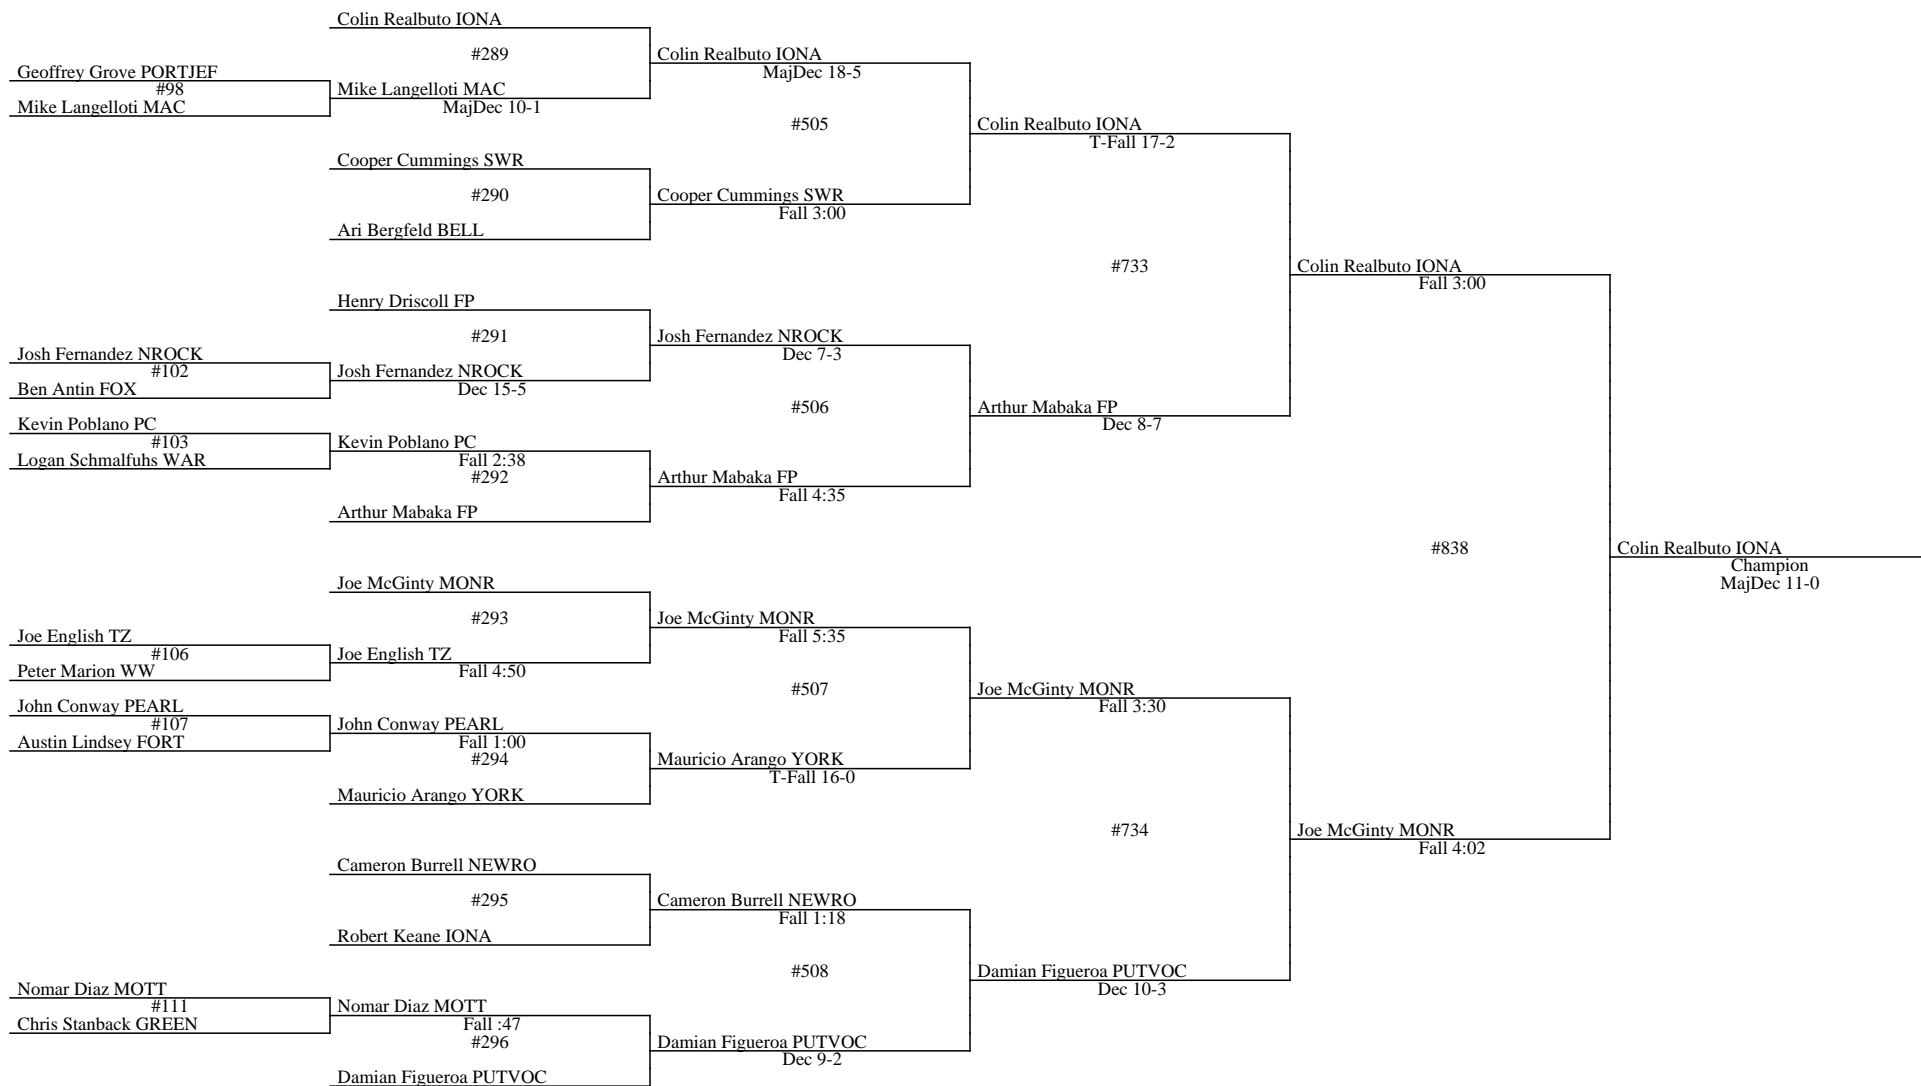 Colin Realbuto IONA
#289
Colin Realbuto IONA
Geoffrey Grove PORTJEF
MajDec 18-5
#98
Mike Langelloti MAC
Mike Langelloti MAC
MajDec 10-1
#505
Colin Realbuto IONA
T-Fall 17-2
Cooper Cummings SWR
#290
Cooper Cummings SWR
Fall 3:00
Ari Bergfeld BELL
#733
Colin Realbuto IONA
Fall 3:00
Henry Driscoll FP
#291
Josh Fernandez NROCK
Josh Fernandez NROCK
Dec 7-3
#102
Josh Fernandez NROCK
Ben Antin FOX
Dec 15-5
#506
Arthur Mabaka FP
Dec 8-7
Kevin Poblano PC
#103
Kevin Poblano PC
Logan Schmalfuhs WAR
Fall 2:38
#292
Arthur Mabaka FP
Fall 4:35
Arthur Mabaka FP
#838
Colin Realbuto IONA
Champion
MajDec 11-0
Joe McGinty MONR
#293
Joe McGinty MONR
Joe English TZ
Fall 5:35
#106
Joe English TZ
Peter Marion WW
Fall 4:50
#507
Joe McGinty MONR
Fall 3:30
John Conway PEARL
#107
John Conway PEARL
Austin Lindsey FORT
Fall 1:00
#294
Mauricio Arango YORK
T-Fall 16-0
Mauricio Arango YORK
#734
Joe McGinty MONR
Fall 4:02
Cameron Burrell NEWRO
#295
Cameron Burrell NEWRO
Fall 1:18
Robert Keane IONA
#508
Damian Figueroa PUTVOC
Dec 10-3
Nomar Diaz MOTT
#111
Nomar Diaz MOTT
Chris Stanback GREEN
Fall :47
#296
Damian Figueroa PUTVOC
Dec 9-2
Damian Figueroa PUTVOC